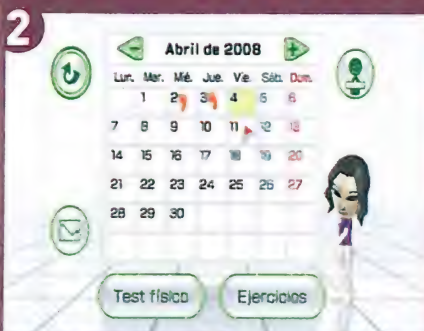 2
Abril de 2008
Lun. Mar. Mié. Jue. Vie. Sáb. Dom.
1 2 3 4 5 6
7 8 9 10 11 12 13
14 15 16 17 18 19 20
21 22 23 24 25 26 27
28 29 30
Test físico Ejercicios